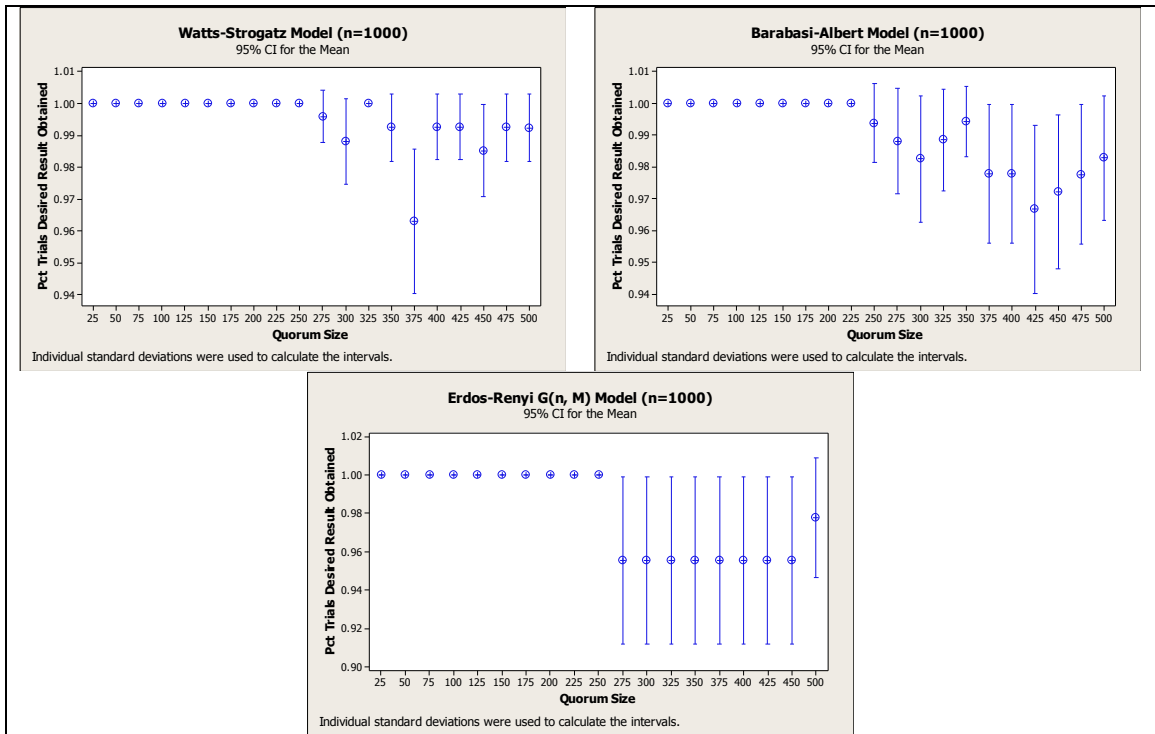 Watts-Strogatz Model (n=1000)
95% CI for the Mean
Pct Trials Desired Result Obtained
1.01
1.00
0.99
0.98
0.97
0.96
0.95
0.94
25 50 75 100 125 150 175 200 225 250 275 300 325 350 375 400 425 450 475 500
Quorum Size
Individual standard deviations were used to calculate the intervals.
Barabasi-Albert Model (n=1000)
95% CI for the Mean
Pct Trials Desired Result Obtained
1.01
1.00
0.99
0.98
0.97
0.96
0.95
0.94
25 50 75 100 125 150 175 200 225 250 275 300 325 350 375 400 425 450 475 500
Quorum Size
Individual standard deviations were used to calculate the intervals.
Erdos-Renyi G(n, M) Model (n=1000)
95% CI for the Mean
Pct Trials Desired Result Obtained
1.02
1.00
0.98
0.96
0.94
0.92
0.90
25 50 75 100 125 150 175 200 225 250 275 300 325 350 375 400 425 450 500
Quorum Size
Individual standard deviations were used to calculate the intervals.